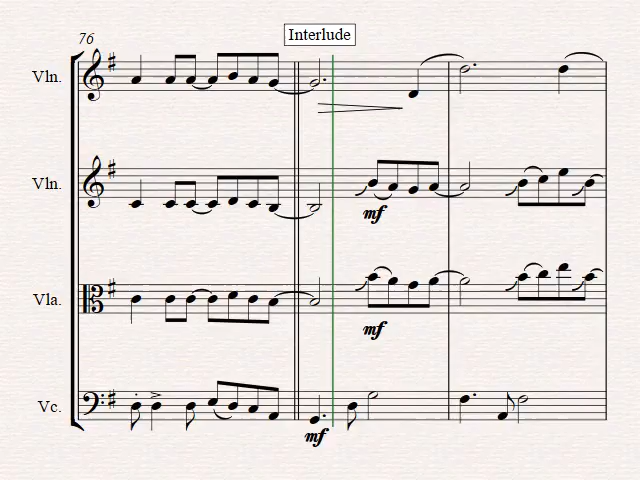 Interlude
76
Vln.
Vln.
mf
Vla.
mf
Vc.
mf